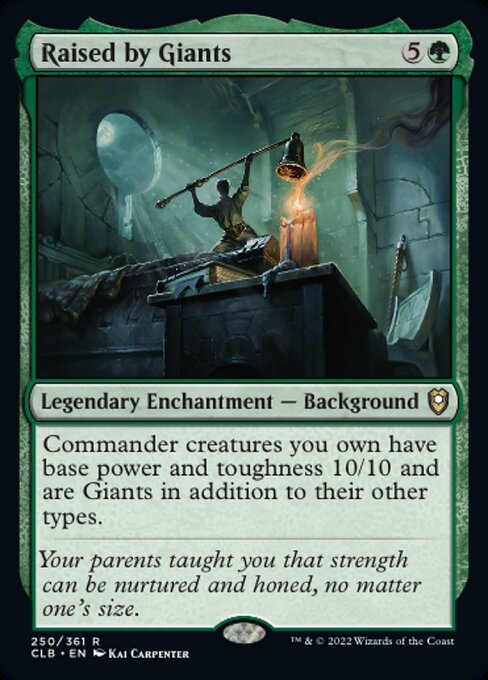 Raised by Giants 5
Legendary Enchantment — Background
Commander creatures you own have
base power and toughness 10/10 and
are Giants in addition to their other
types.
Your parents taught you that strength
can be nurtured and honed, no matter
one's size.
250/361 R
CLB • EN Kai Carpenter
™ & © 2022 Wizards of the Coast